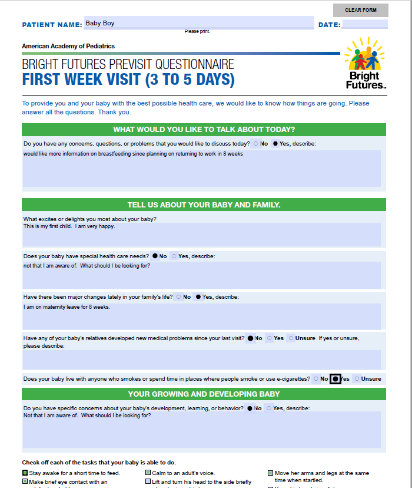 CLEAR FORM
PATIENT NAME: Baby Boy DATE:
Please print.
American Academy of Pediatrics
BRIGHT FUTURES PREVISIT QUESTIONNAIRE
FIRST WEEK VISIT (3 TO 5 DAYS)
Bright
Futures.
To provide you and your baby with the best possible health care, we would like to know how things are going. Please
answer all the questions. Thank you.
WHAT WOULD YOU LIKE TO TALK ABOUT TODAY?
Do you have any concerns, questions, or problems that you would like to discuss today? No Yes, describe:
would like more information on breastfeeding since planning on returning to work in 8 weeks
TELL US ABOUT YOUR BABY AND FAMILY.
What excites or delights you most about your baby?
This is my first child. I am very happy.
Does your baby have special health care needs? No Yes, describe:
not that I am aware of. What should I be looking for?
Have there been major changes lately in your family's life? No Yes, describe:
I am on maternity leave for 8 weeks.
Have any of your baby's relatives developed new medical problems since your last visit? No Yes Unsure If yes or unsure,
please describe:
Does your baby live with anyone who smokes or spend time in places where people smoke or use e-cigarettes? No Yes Unsure
YOUR GROWING AND DEVELOPING BABY
Do you have specific concerns about your baby's development, learning, or behavior? No Yes, describe:
Not that I am aware of. What should I be looking for?
Check off each of the tasks that your baby is able to do.
Stay awake for a short time to feed. Calm to an adult's voice. Move her arms and legs at the same
time when startled.
Make brief eye contact with an Lift and turn his head to the side briefly